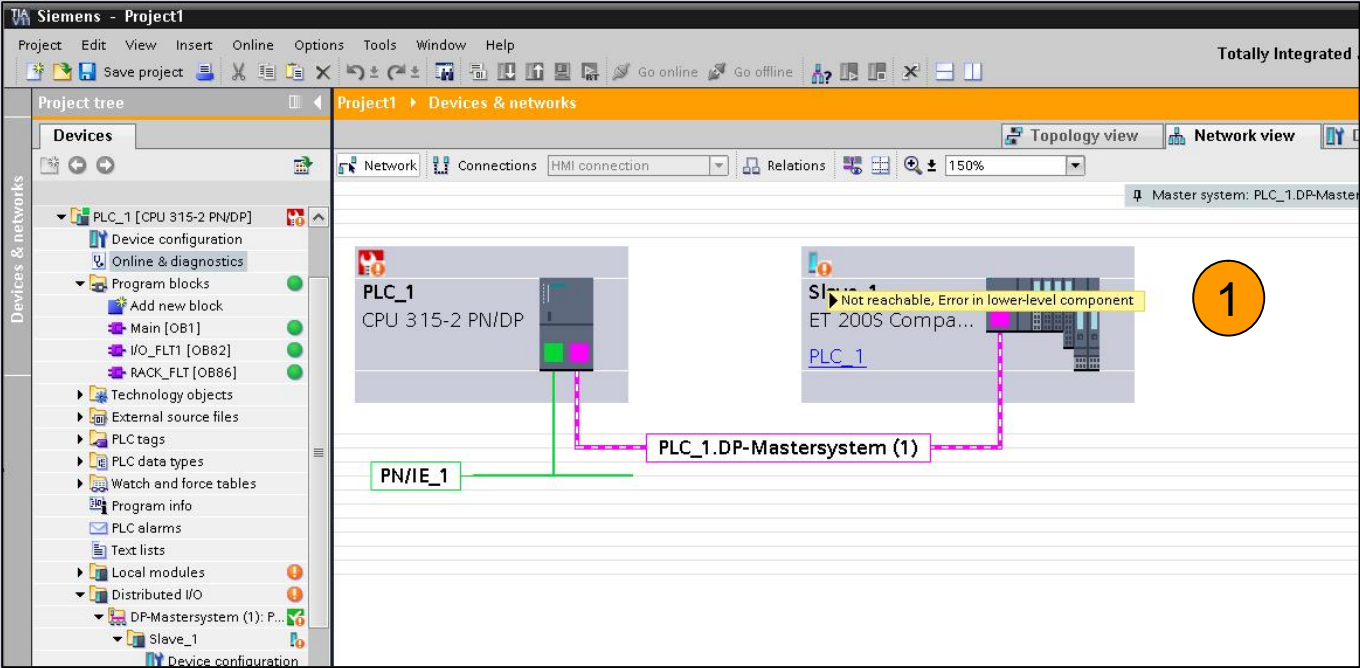 Siemens - Project1
Project Edit View Insert Online Options Tools Window Help
Totally Integrated
Save project Go online Go offline
Project tree
Project1 Devices & networks
Devices
Topology view Network view
Network Connections HMI connection Relations 150%
Devices & networks
Master system: PLC_1.DP-Master
PLC_1 [CPU 315-2 PN/DP]
Device configuration
Online & diagnostics
Program blocks
Add new block
Main [OB1]
I/O_FLT1 [OB82]
RACK_FLT [OB86]
Technology objects
External source files
PLC tags
PLC data types
Watch and force tables
Program info
PLC alarms
Text lists
Local modules
Distributed I/O
DP-Mastersystem (1): P...
Slave_1
Device configuration
PLC_1
CPU 315-2 PN/DP
Not reachable, Error in lower-level component
ET 200S Compa...
PLC_1
1
PLC_1.DP-Mastersystem (1)
PN/IE_1